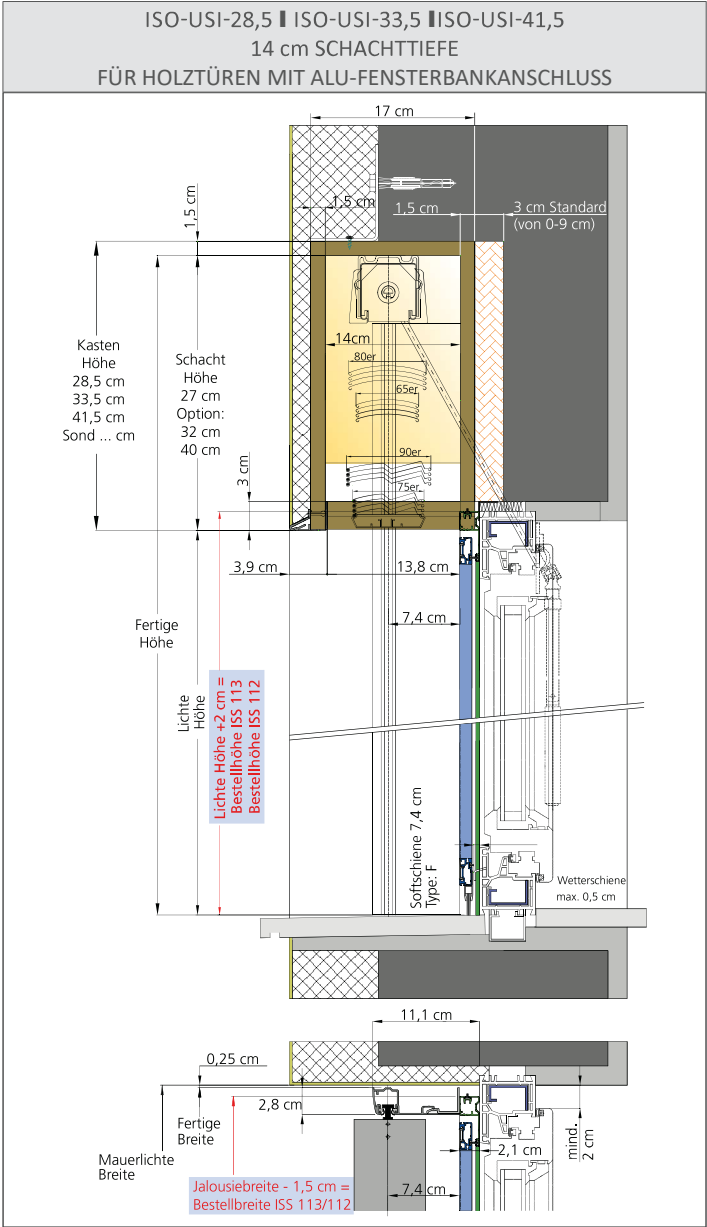 ISO-USI-28,5 I ISO-USI-33,5 I ISO-USI-41,5
14 cm SCHACHTTIEFE
FÜR HOLZTÜREN MIT ALU-FENSTERBANKANSCHLUSS
17 cm
1,5 cm
1,5 cm
1,5 cm
3 cm Standard
(von 0-9 cm)
14cm
80er
65er
90er
75er
Kasten
Höhe
28,5 cm
33,5 cm
41,5 cm
Sond ... cm
Schacht
Höhe
27 cm
Option:
32 cm
40 cm
3 cm
3,9 cm
13,8 cm
7,4 cm
Fertige
Höhe
Lichte
Höhe
Lichte Höhe +2 cm =
Bestellhöhe ISS 113
Bestellhöhe ISS 112
Softschiene 7,4 cm
Type: F
Wetterschiene
max. 0,5 cm
11,1 cm
0,25 cm
2,8 cm
Fertige
Breite
Mauerlichte
Breite
2,1 cm
mind.
2 cm
Jalousiebreite - 1,5 cm =
Bestellbreite ISS 113/112
7,4 cm